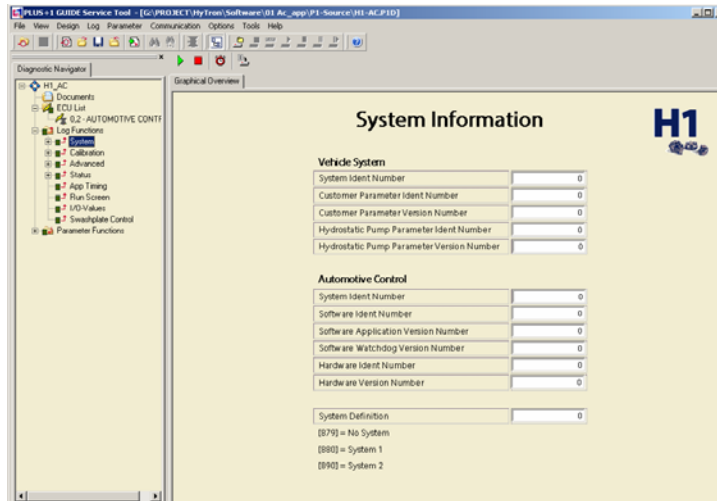 PLUS+1 GUIDE Service Tool - [G:\PROJECT\HyTron\Software\01 Ac_app\P1-Source\H1-AC.P1D]
File View Design Log Parameter Communication Options Tools Help
Diagnostic Navigator
Graphical Overview
H1_AC
Documents
ECU List
0,2 - AUTOMOTIVE CONTF
Log Functions
System
Calibration
Advanced
Status
App Timing
Run Screen
I/O-Values
Swashplate Control
Parameter Functions
System Information
H1
Vehicle System
System Ident Number 0
Customer Parameter Ident Number 0
Customer Parameter Version Number 0
Hydrostatic Pump Parameter Ident Number 0
Hydrostatic Pump Parameter Version Number 0
Automotive Control
System Ident Number 0
Software Ident Number 0
Software Application Version Number 0
Software Watchdog Version Number 0
Hardware Ident Number 0
Hardware Version Number 0
System Definition 0
[879] = No System
[880] = System 1
[890] = System 2